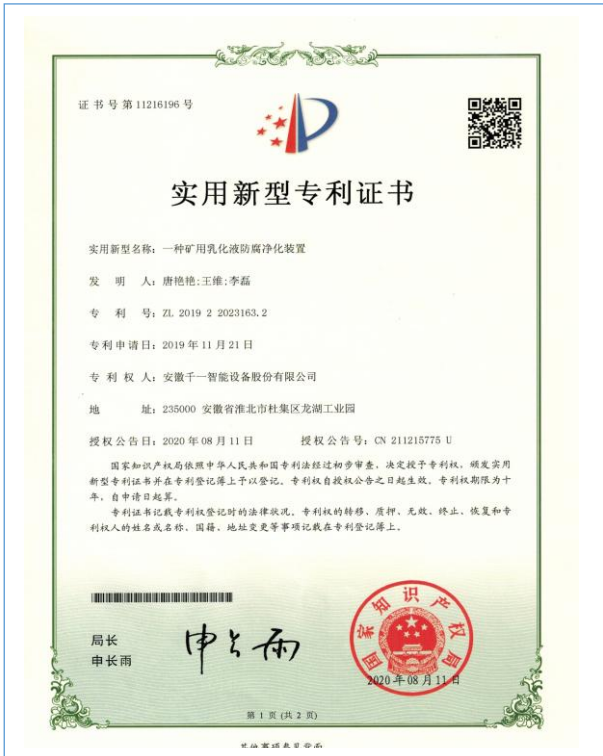 证书号第11216196号
实用新型专利证书
实用新型名称：一种矿用乳化液防腐净化装置
发明人：唐艳艳;王维;李磊
专利号：ZL 2019 2 2023163.2
专利申请日：2019年11月21日
专利权人：安徽千一智能设备股份有限公司
地址：235000 安徽省淮北市杜集区龙湖工业园
授权公告日：2020年08月11日 授权公告号：CN 211215775 U
国家知识产权局依照中华人民共和国专利法经过初步审查，决定授予专利权，颁发实用
新型专利证书并在专利登记簿上予以登记。专利权自授权公告之日起生效。专利权期限为十
年，自申请日起算。
专利证书记载专利权登记时的法律状况。专利权的转移、质押、无效、终止、恢复和专
利权人的姓名或名称、国籍、地址变更等事项记载在专利登记簿上。
局长
申长雨
申长雨
国家知识产权局
2020年08月11日
第 1 页 (共 2 页)
其他事项参见背面